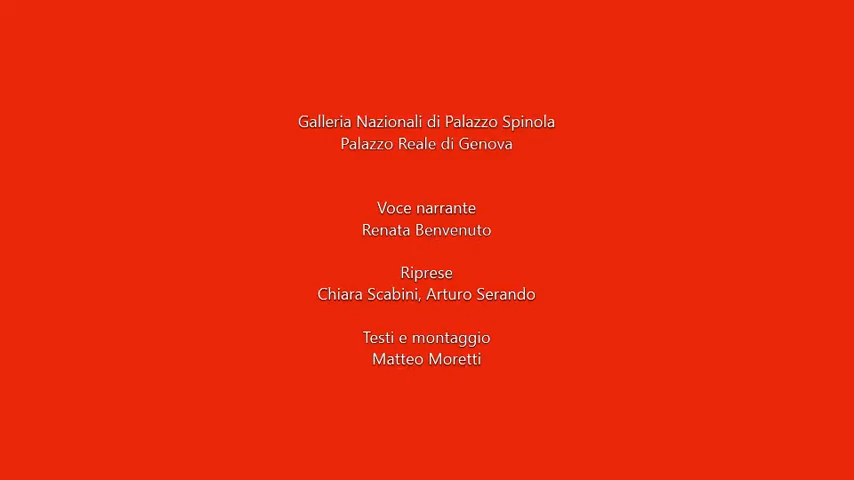 Galleria Nazionali di Palazzo Spinola
Palazzo Reale di Genova
Voce narrante
Renata Benvenuto
Riprese
Chiara Scabini, Arturo Serando
Testi e montaggio
Matteo Moretti